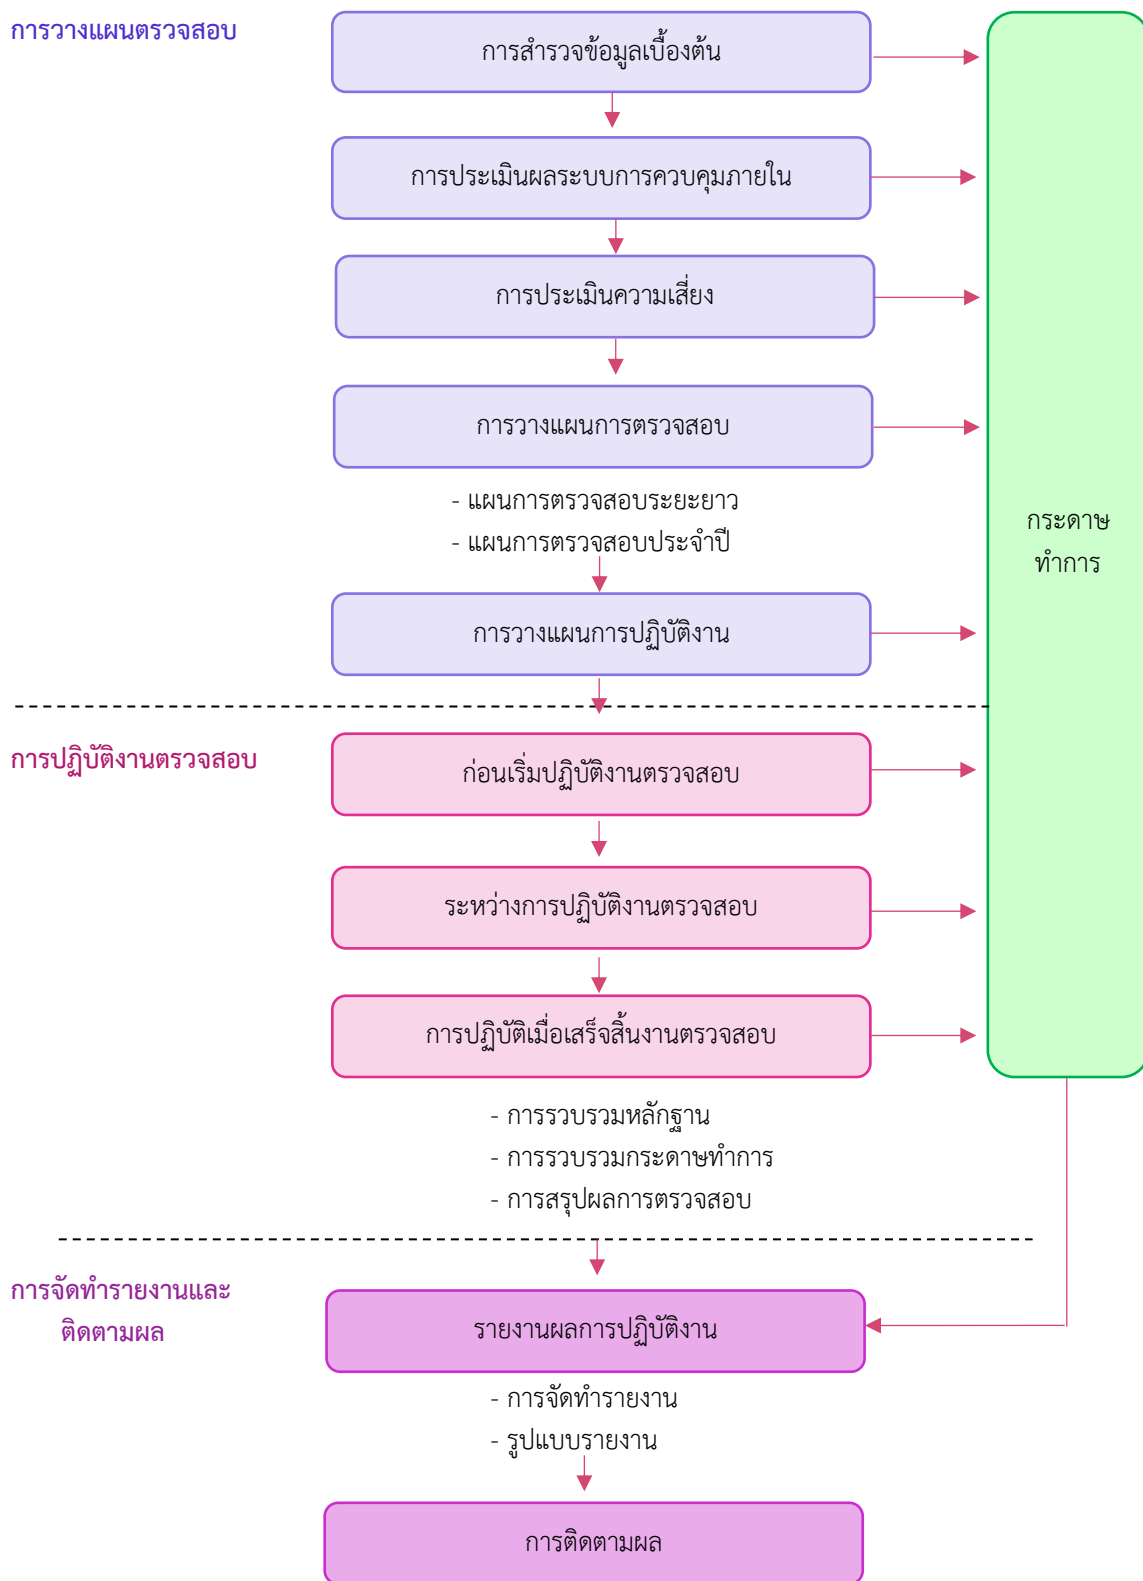 การวางแผนตรวจสอบ
การสำรวจข้อมูลเบื้องต้น
การประเมินผลระบบการควบคุมภายใน
การประเมินความเสี่ยง
การวางแผนการตรวจสอบ
- แผนการตรวจสอบระยะยาว
- แผนการตรวจสอบประจำปี
กระดาษ
ทำการ
การวางแผนการปฏิบัติงาน
การปฏิบัติงานตรวจสอบ
ก่อนเริ่มปฏิบัติงานตรวจสอบ
ระหว่างการปฏิบัติงานตรวจสอบ
การปฏิบัติเมื่อเสร็จสิ้นงานตรวจสอบ
- การรวบรวมหลักฐาน
- การรวบรวมกระดาษทำการ
- การสรุปผลการตรวจสอบ
การจัดทำรายงานและ
ติดตามผล
รายงานผลการปฏิบัติงาน
- การจัดทำรายงาน
- รูปแบบรายงาน
การติดตามผล